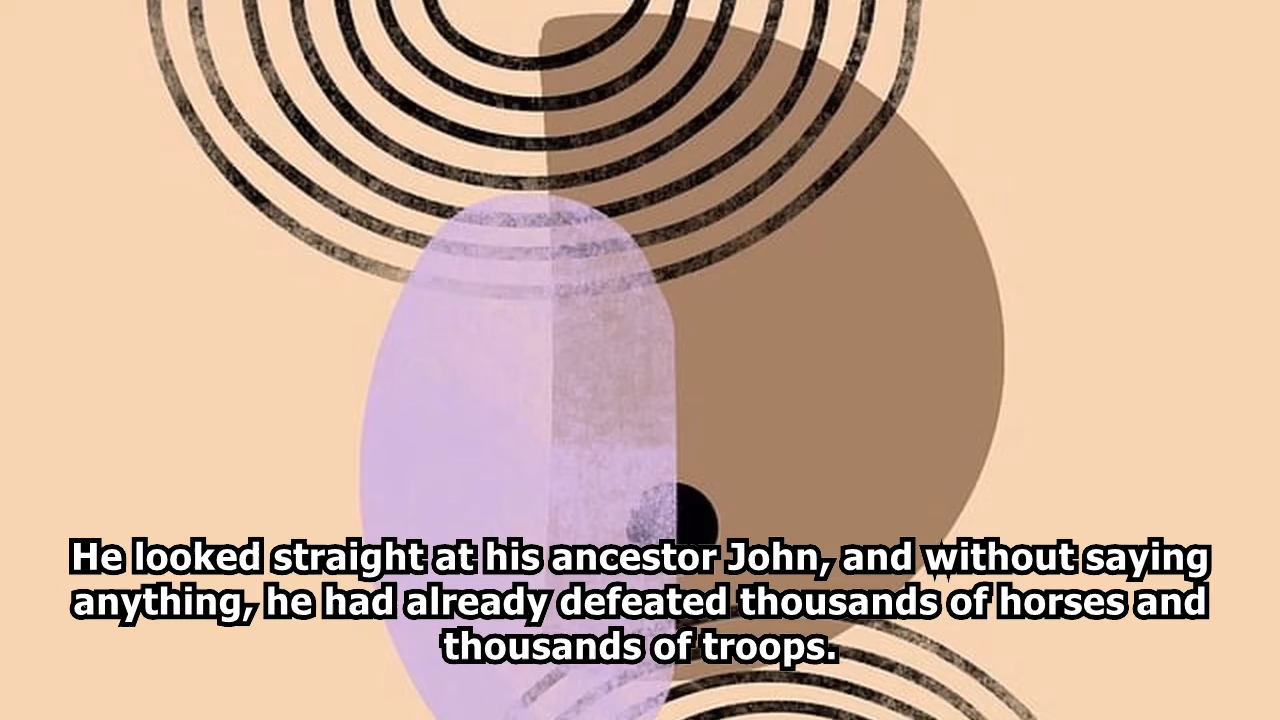 He looked straight at his ancestor John, and without saying
anything, he had already defeated thousands of horses and
thousands of troops.